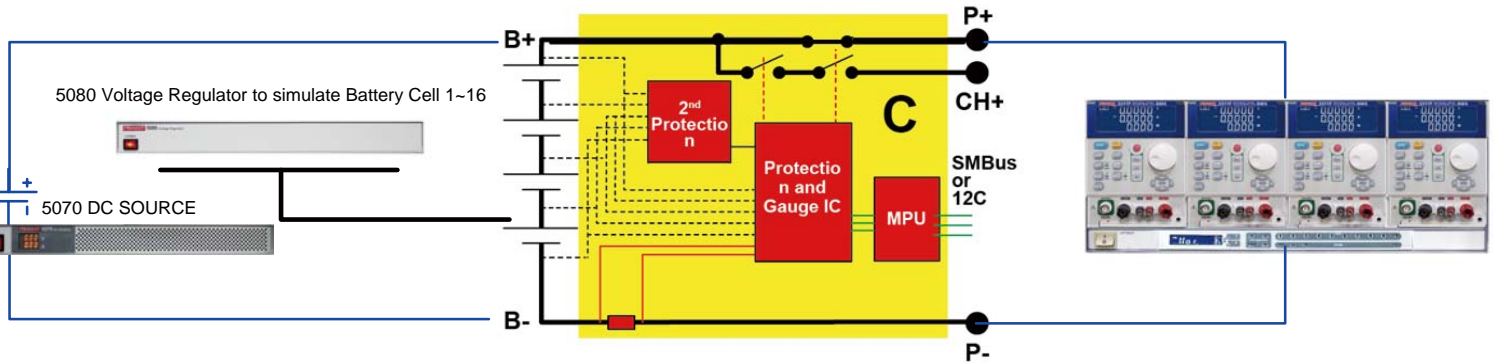 P+
B+
5080 Voltage Regulator to simulate Battery Cell 1~16
2nd
Protectio
n
C
CH+
Protectio
n and
Gauge IC
SMBus
or
12C
MPU
+
5070 DC SOURCE
B-
P-